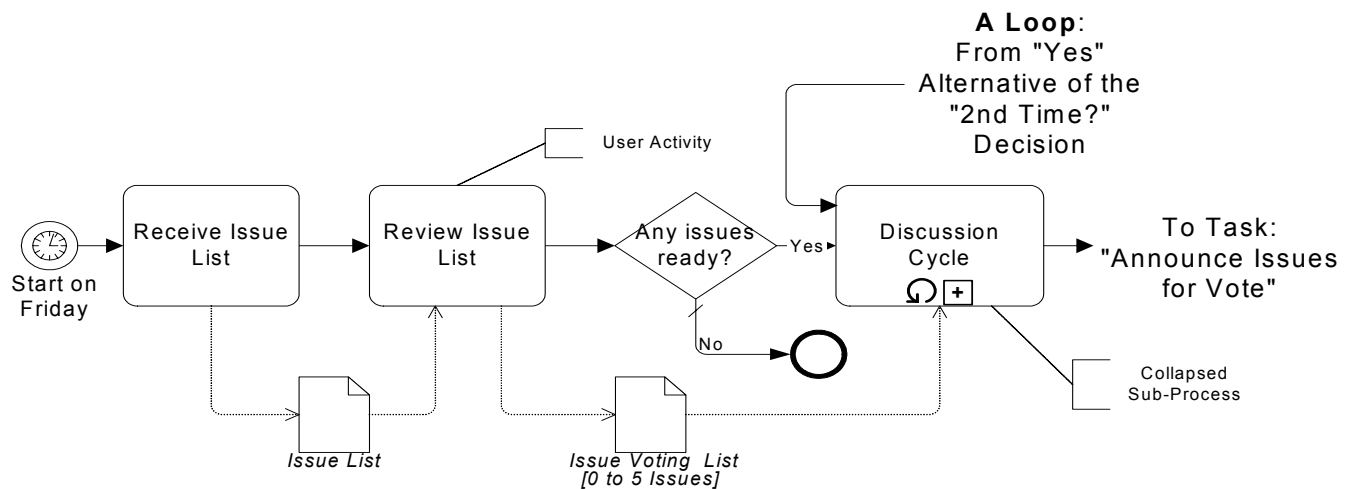 A Loop:
From "Yes"
Alternative of the
"2nd Time?"
Decision
User Activity
Start on
Friday
Receive Issue
List
Review Issue
List
Any issues
ready?
Yes
No
Discussion
Cycle
+
To Task:
"Announce Issues
for Vote"
Collapsed
Sub-Process
Issue List
Issue Voting List
[0 to 5 Issues]